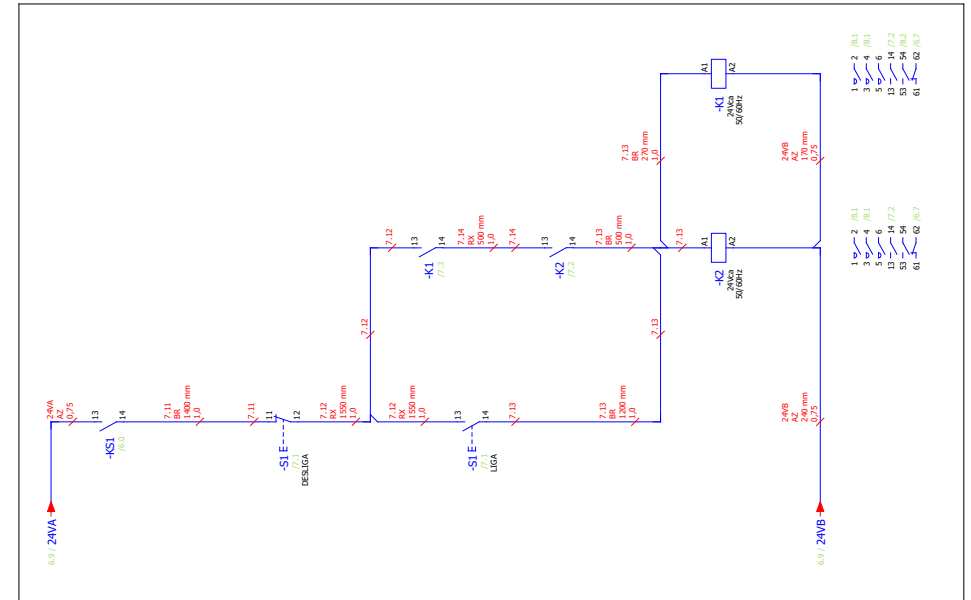 24VA
AZ
0,75
13
14
-KS1
/6.0
7.11
BR
1400 mm
1,0
7.11
11
12
-S1 E
/7.1
DESLIGA
7.12
RX
1550 mm
1,0
7.12
RX
1550 mm
1,0
13
14
-S1 E
/7.1
LIGA
7.13
7.13
BR
1200 mm
1,0
7.12
7.13
7.12
13
14
-K1
/7.3
7.14
RX
500 mm
1,0
7.14
13
14
-K2
/7.2
7.13
BR
500 mm
1,0
7.13
A1
A2
-K2
24Vca
50/60Hz
7.13
BR
270 mm
1,0
A1
A2
-K1
24Vca
50/60Hz
24VB
AZ
170 mm
0,75
24VB
AZ
240 mm
0,75
6.9 / 24VA
6.9 / 24VB
1 2 /8.1
3 4 /8.1
5 6
13 14 /7.2
53 54 /8.2
61 62 /6.7
1 2 /8.1
3 4 /8.1
5 6
13 14 /7.2
53 54
61 62 /6.7